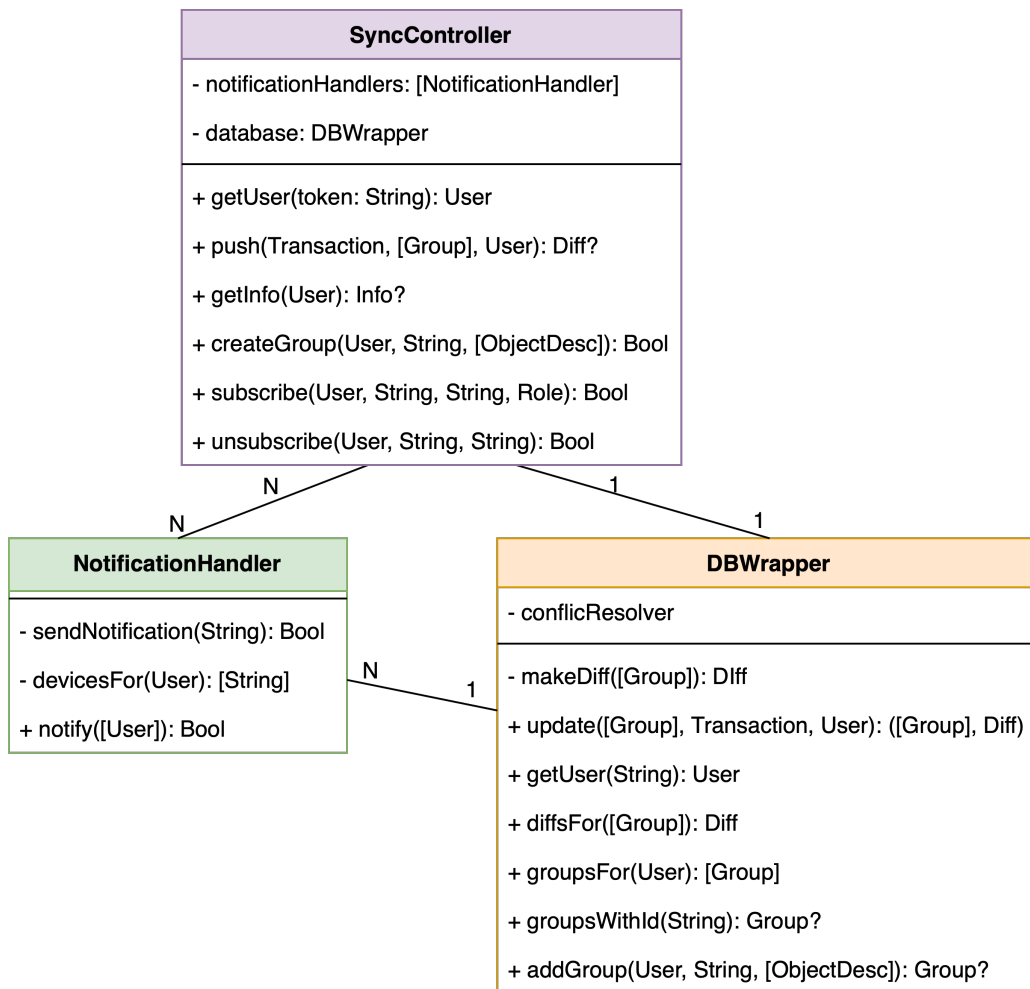 SyncController
- notificationHandlers: [NotificationHandler]
- database: DBWrapper
+ getUser(token: String): User
+ push(Transaction, [Group], User): Diff?
+ getInfo(User): Info?
+ createGroup(User, String, [ObjectDesc]): Bool
+ subscribe(User, String, String, Role): Bool
+ unsubscribe(User, String, String): Bool
N
1
N
1
NotificationHandler
- sendNotification(String): Bool
- devicesFor(User): [String]
+ notify([User]): Bool
N
1
DBWrapper
- conflicResolver
- makeDiff([Group]): DIff
+ update([Group], Transaction, User): ([Group], Diff)
+ getUser(String): User
+ diffsFor([Group]): Diff
+ groupsFor(User): [Group]
+ groupsWithId(String): Group?
+ addGroup(User, String, [ObjectDesc]): Group?